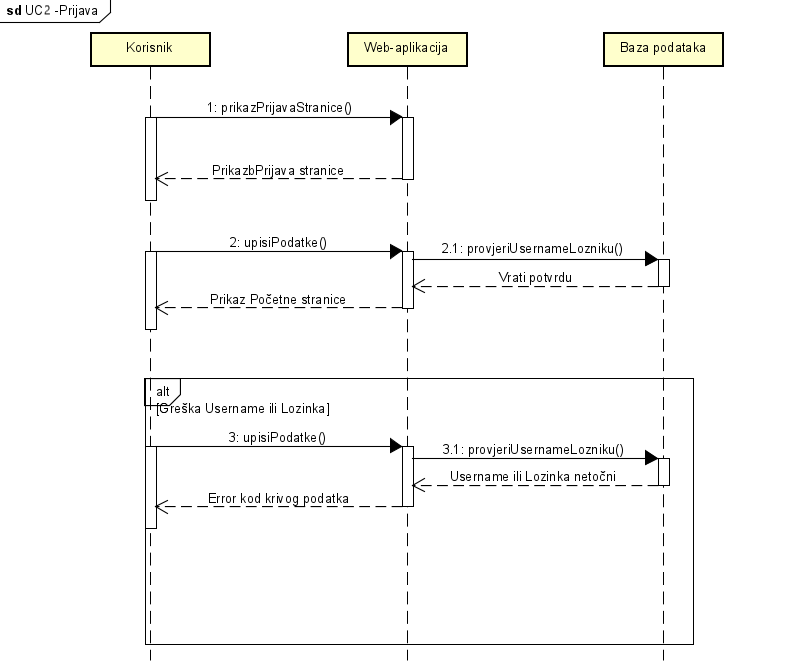 sd UC2 -Prijava
Korisnik
Web-aplikacija
Baza podataka
1: prikazPrijavaStranice()
PrikazbPrijava stranice
2: upisiPodatke()
2.1: provjeriUsernameLozniku()
Vrati potvrdu
Prikaz Početne stranice
alt
[Greška Username ili Lozinka]
3: upisiPodatke()
3.1: provjeriUsernameLozniku()
Username ili Lozinka netočni
Error kod krivog podatka